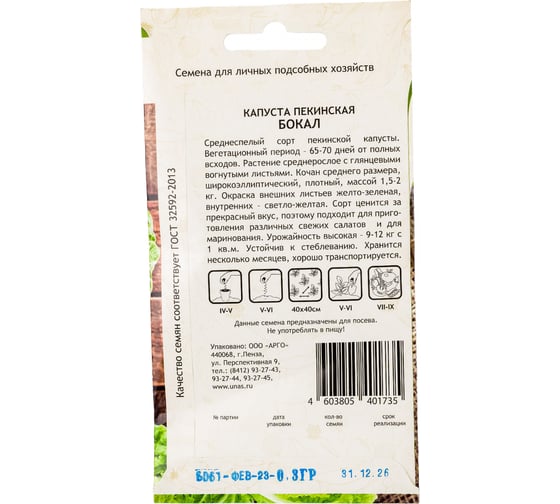 Семена для личных подсобных хозяйств
КАПУСТА ПЕКИНСКАЯ
БОКАЛ
Среднеспелый сорт пекинской капусты.
Вегетационный период – 65-70 дней от полных
всходов. Растение среднерослое с глянцевыми
вогнутыми листьями. Кочан среднего размера,
широкоэллиптический, плотный, массой 1,5-2
кг. Окраска внешних листьев желто-зеленая,
внутренних - светло-желтая. Сорт ценится за
прекрасный вкус, поэтому подходит для приго-
товления различных свежих салатов и для
маринования. Урожайность высокая - 9-12 кг с
1 кв.м. Устойчив к стеблеванию. Хранится
несколько месяцев, хорошо транспортируется.
IV-V V-VI 40x40см V-VI VII-IX
Данные семена предназначены для посева.
Не употреблять в пищу!
Упаковано: ООО «АРГО»
440068, г.Пенза,
ул. Перспективная 9,
тел.: (8412) 93-27-43,
93-27-44, 93-27-45,
www.unas.ru
4 603805 401735
№ партии дата упаковки кол-во семян срок реализации
ФЕВ-23-0,3ГР 31.12.26
Качество семян соответствует ГОСТ 32592-2013